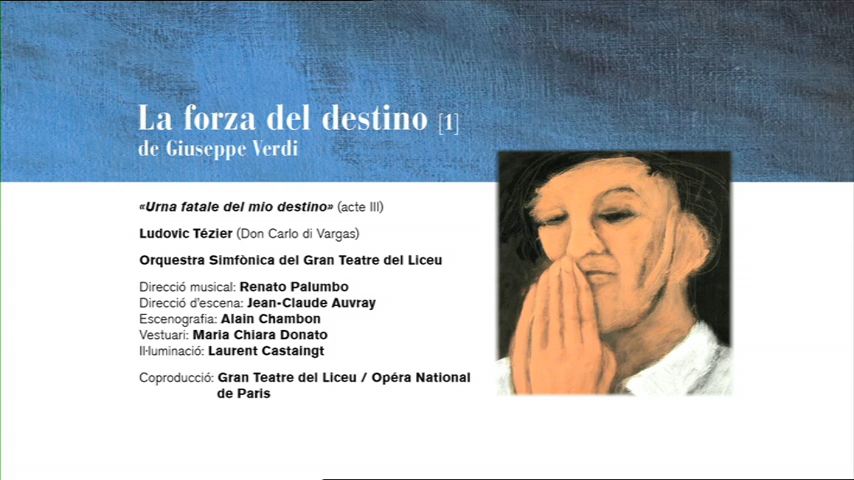 La forza del destino [1]
de Giuseppe Verdi
«Urna fatale del mio destino» (acte III)
Ludovic Tézier (Don Carlo di Vargas)
Orquestra Simfònica del Gran Teatre del Liceu
Direcció musical: Renato Palumbo
Direcció d'escena: Jean-Claude Auvray
Escenografia: Alain Chambon
Vestuari: Maria Chiara Donato
Il·luminació: Laurent Castaingt
Coproducció: Gran Teatre del Liceu / Opéra National
de Paris